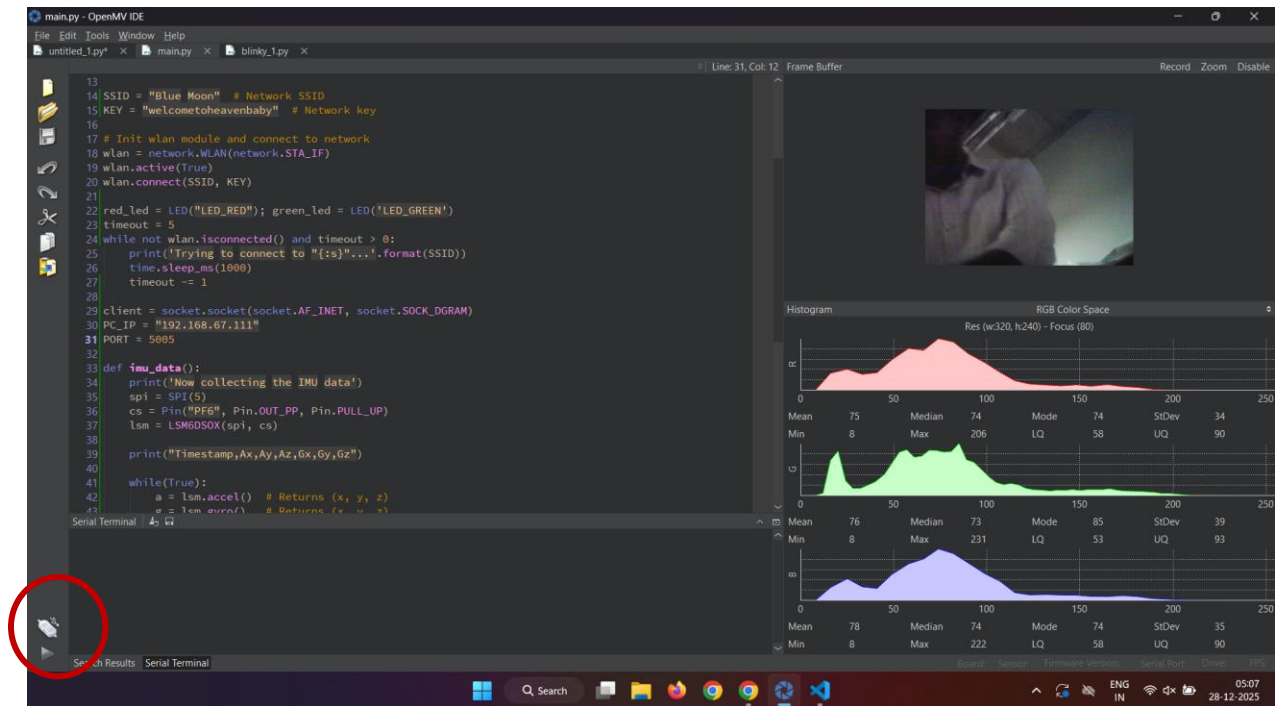 main.py - OpenMV IDE
File Edit Tools Window Help
untitled_1.py* × main.py × blinky_1.py ×
Line: 31, Col: 12 Frame Buffer Record Zoom Disable
13
14 SSID = "Blue Moon" # Network SSID
15 KEY = "welcometoheavenbaby" # Network key
16
17 # Init wlan module and connect to network
18 wlan = network.WLAN(network.STA_IF)
19 wlan.active(True)
20 wlan.connect(SSID, KEY)
21
22 red_led = LED("LED_RED"); green_led = LED('LED_GREEN')
23 timeout = 5
24 while not wlan.isconnected() and timeout > 0:
25 print('Trying to connect to "{:s}"...'.format(SSID))
26 time.sleep_ms(1000)
27 timeout -= 1
28
29 client = socket.socket(socket.AF_INET, socket.SOCK_DGRAM)
30 PC_IP = "192.168.67.111"
31 PORT = 5005
32
33 def imu_data():
34 print('Now collecting the IMU data')
35 spi = SPI(5)
36 cs = Pin("PF6", Pin.OUT_PP, Pin.PULL_UP)
37 lsm = LSM6DSOX(spi, cs)
38
39 print("Timestamp,Ax,Ay,Az,Gx,Gy,Gz")
40
41 while(True):
42 a = lsm.accel() # Returns (x, y, z)
43 g = lsm.gyro() # Returns (x, y, z)
Serial Terminal
Search Results Serial Terminal
Histogram RGB Color Space
Res (w:320, h:240) - Focus (80)
R
0 50 100 150 200 250
Mean 75 Median 74 Mode 74 StDev 34
Min 8 Max 206 LQ 58 UQ 90
G
0 50 100 150 200 250
Mean 76 Median 73 Mode 85 StDev 39
Min 8 Max 231 LQ 53 UQ 93
B
0 50 100 150 200 250
Mean 78 Median 74 Mode 74 StDev 35
Min 8 Max 222 LQ 58 UQ 90
Board: Sensor: Firmware Version: Serial Port: Drive: FPS:
Search ENG 05:07
IN 28-12-2025